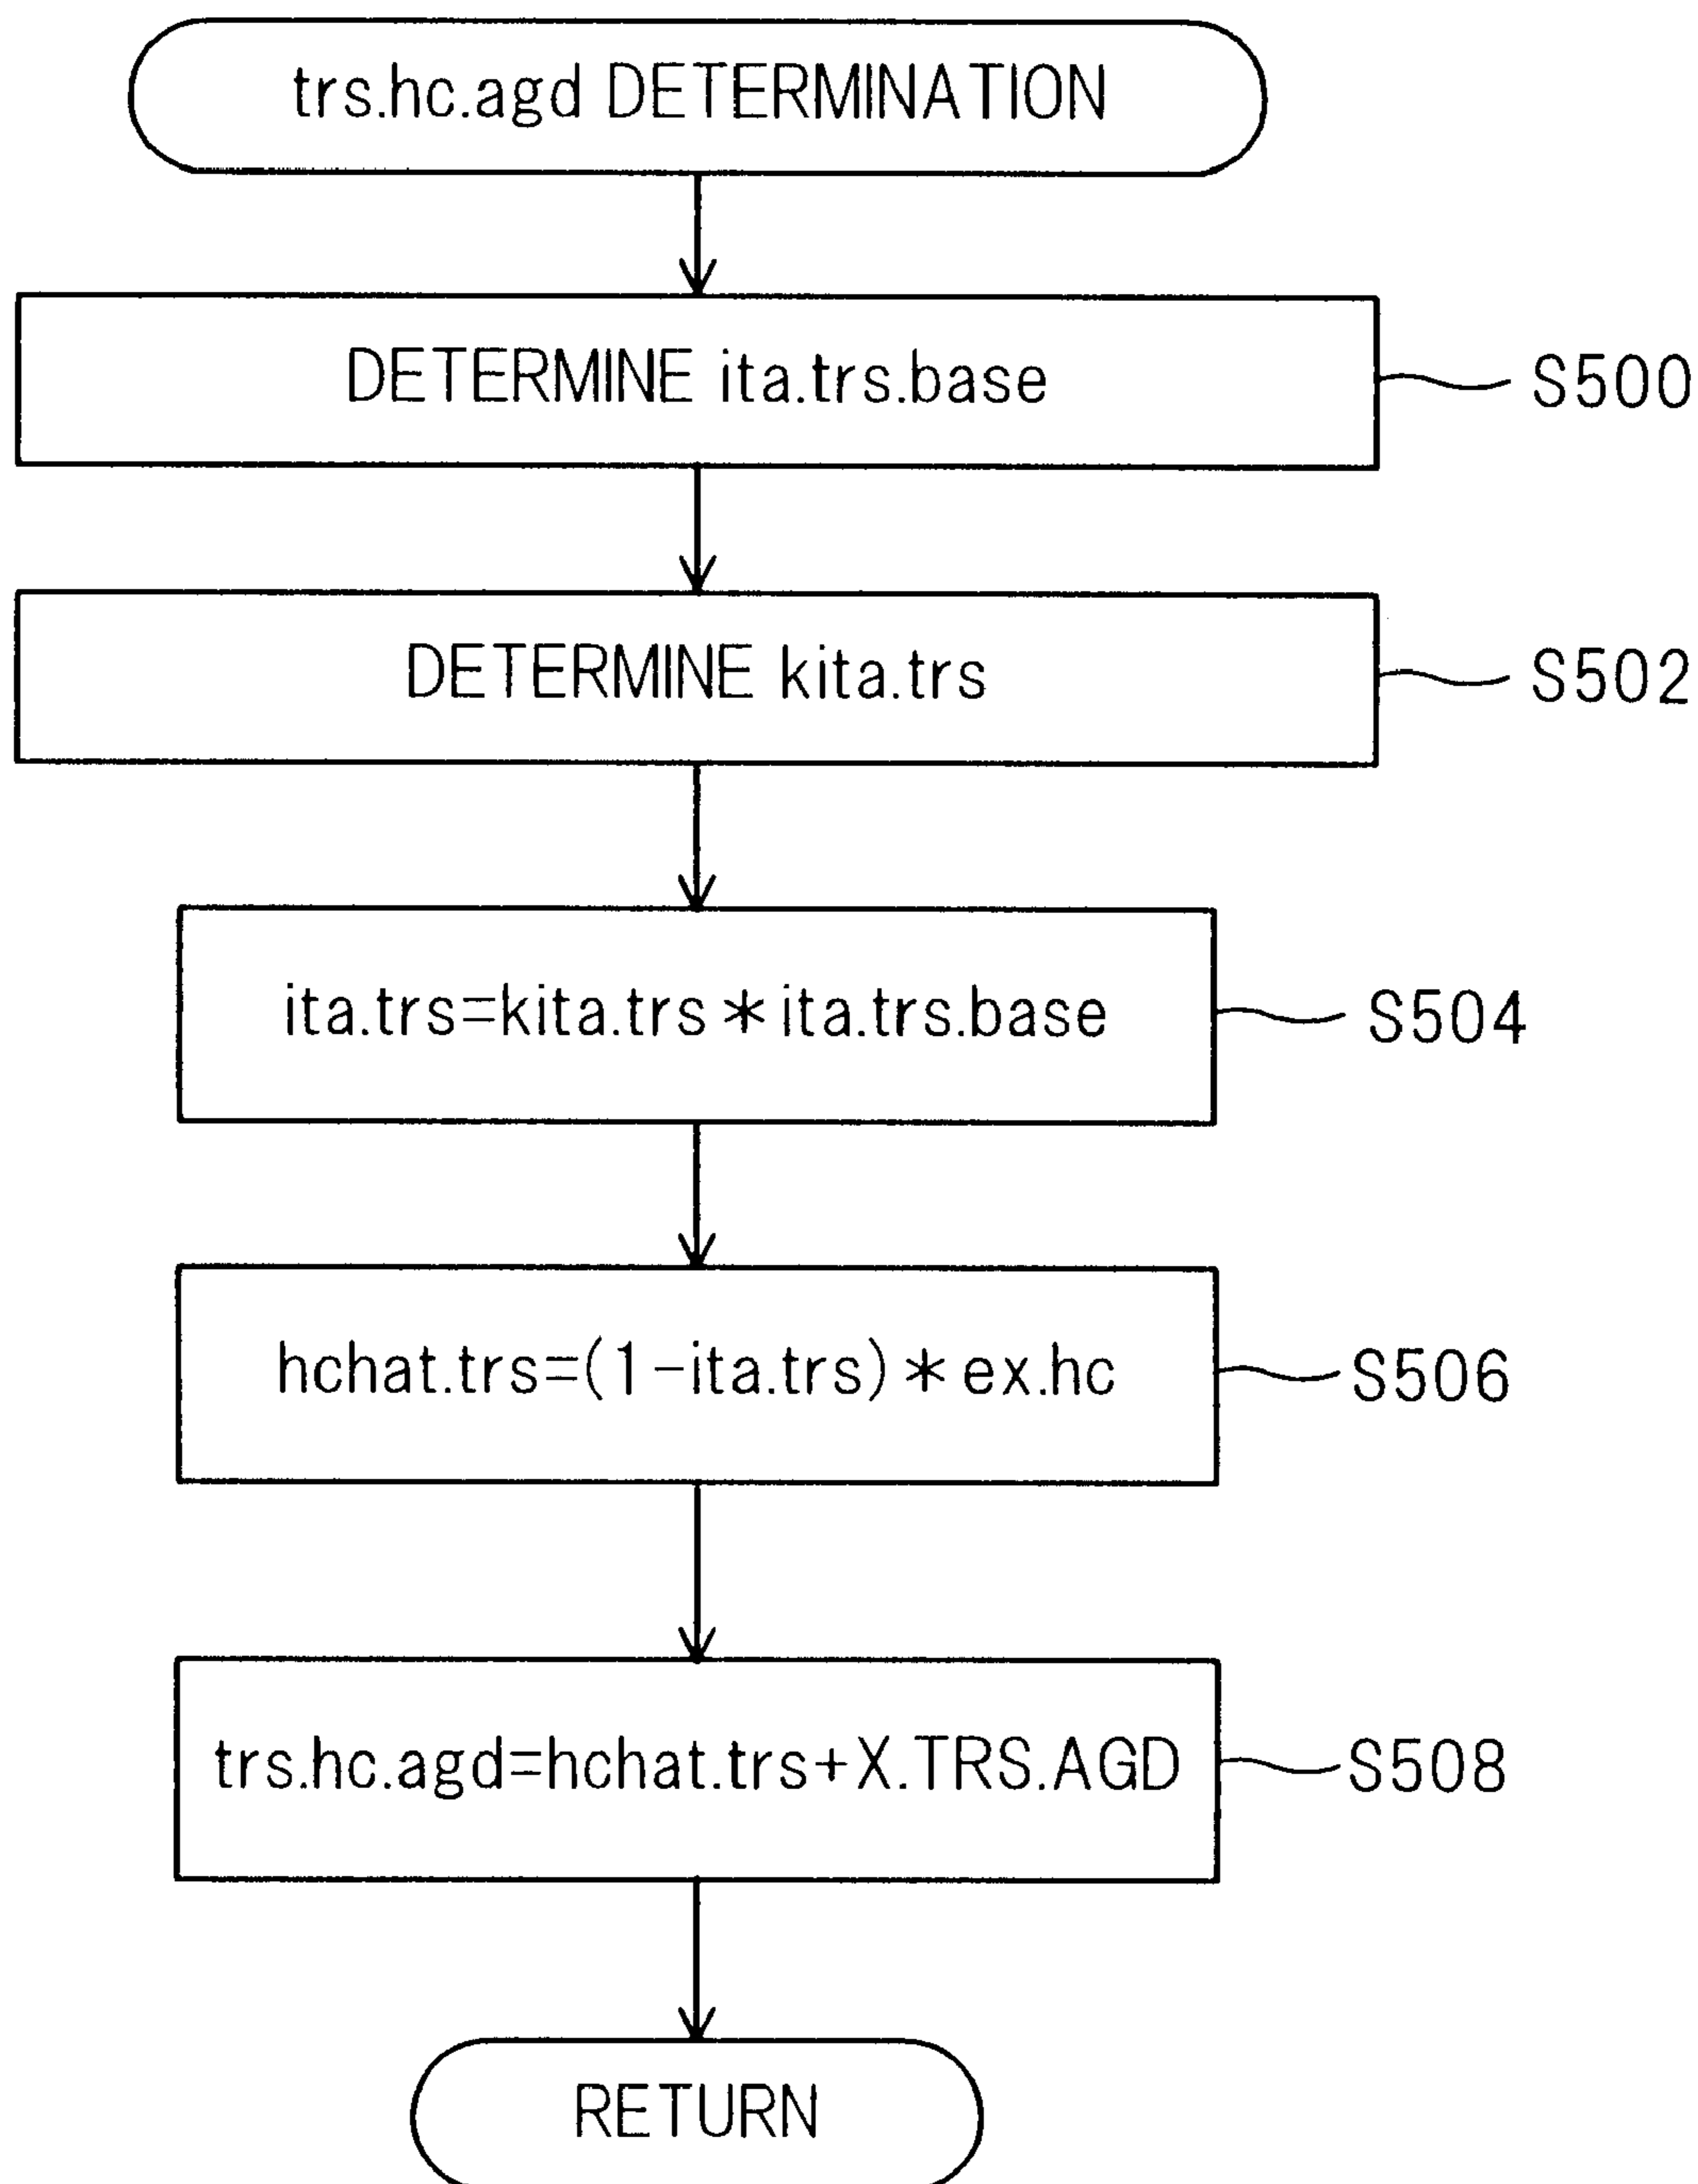 trs.hc.agd DETERMINATION
DETERMINE ita.trs.base
S500
DETERMINE kita.trs
S502
ita.trs=kita.trs*ita.trs.base
S504
hchat.trs=(1-ita.trs)*ex.hc
S506
trs.hc.agd=hchat.trs+X.TRS.AGD
S508
RETURN